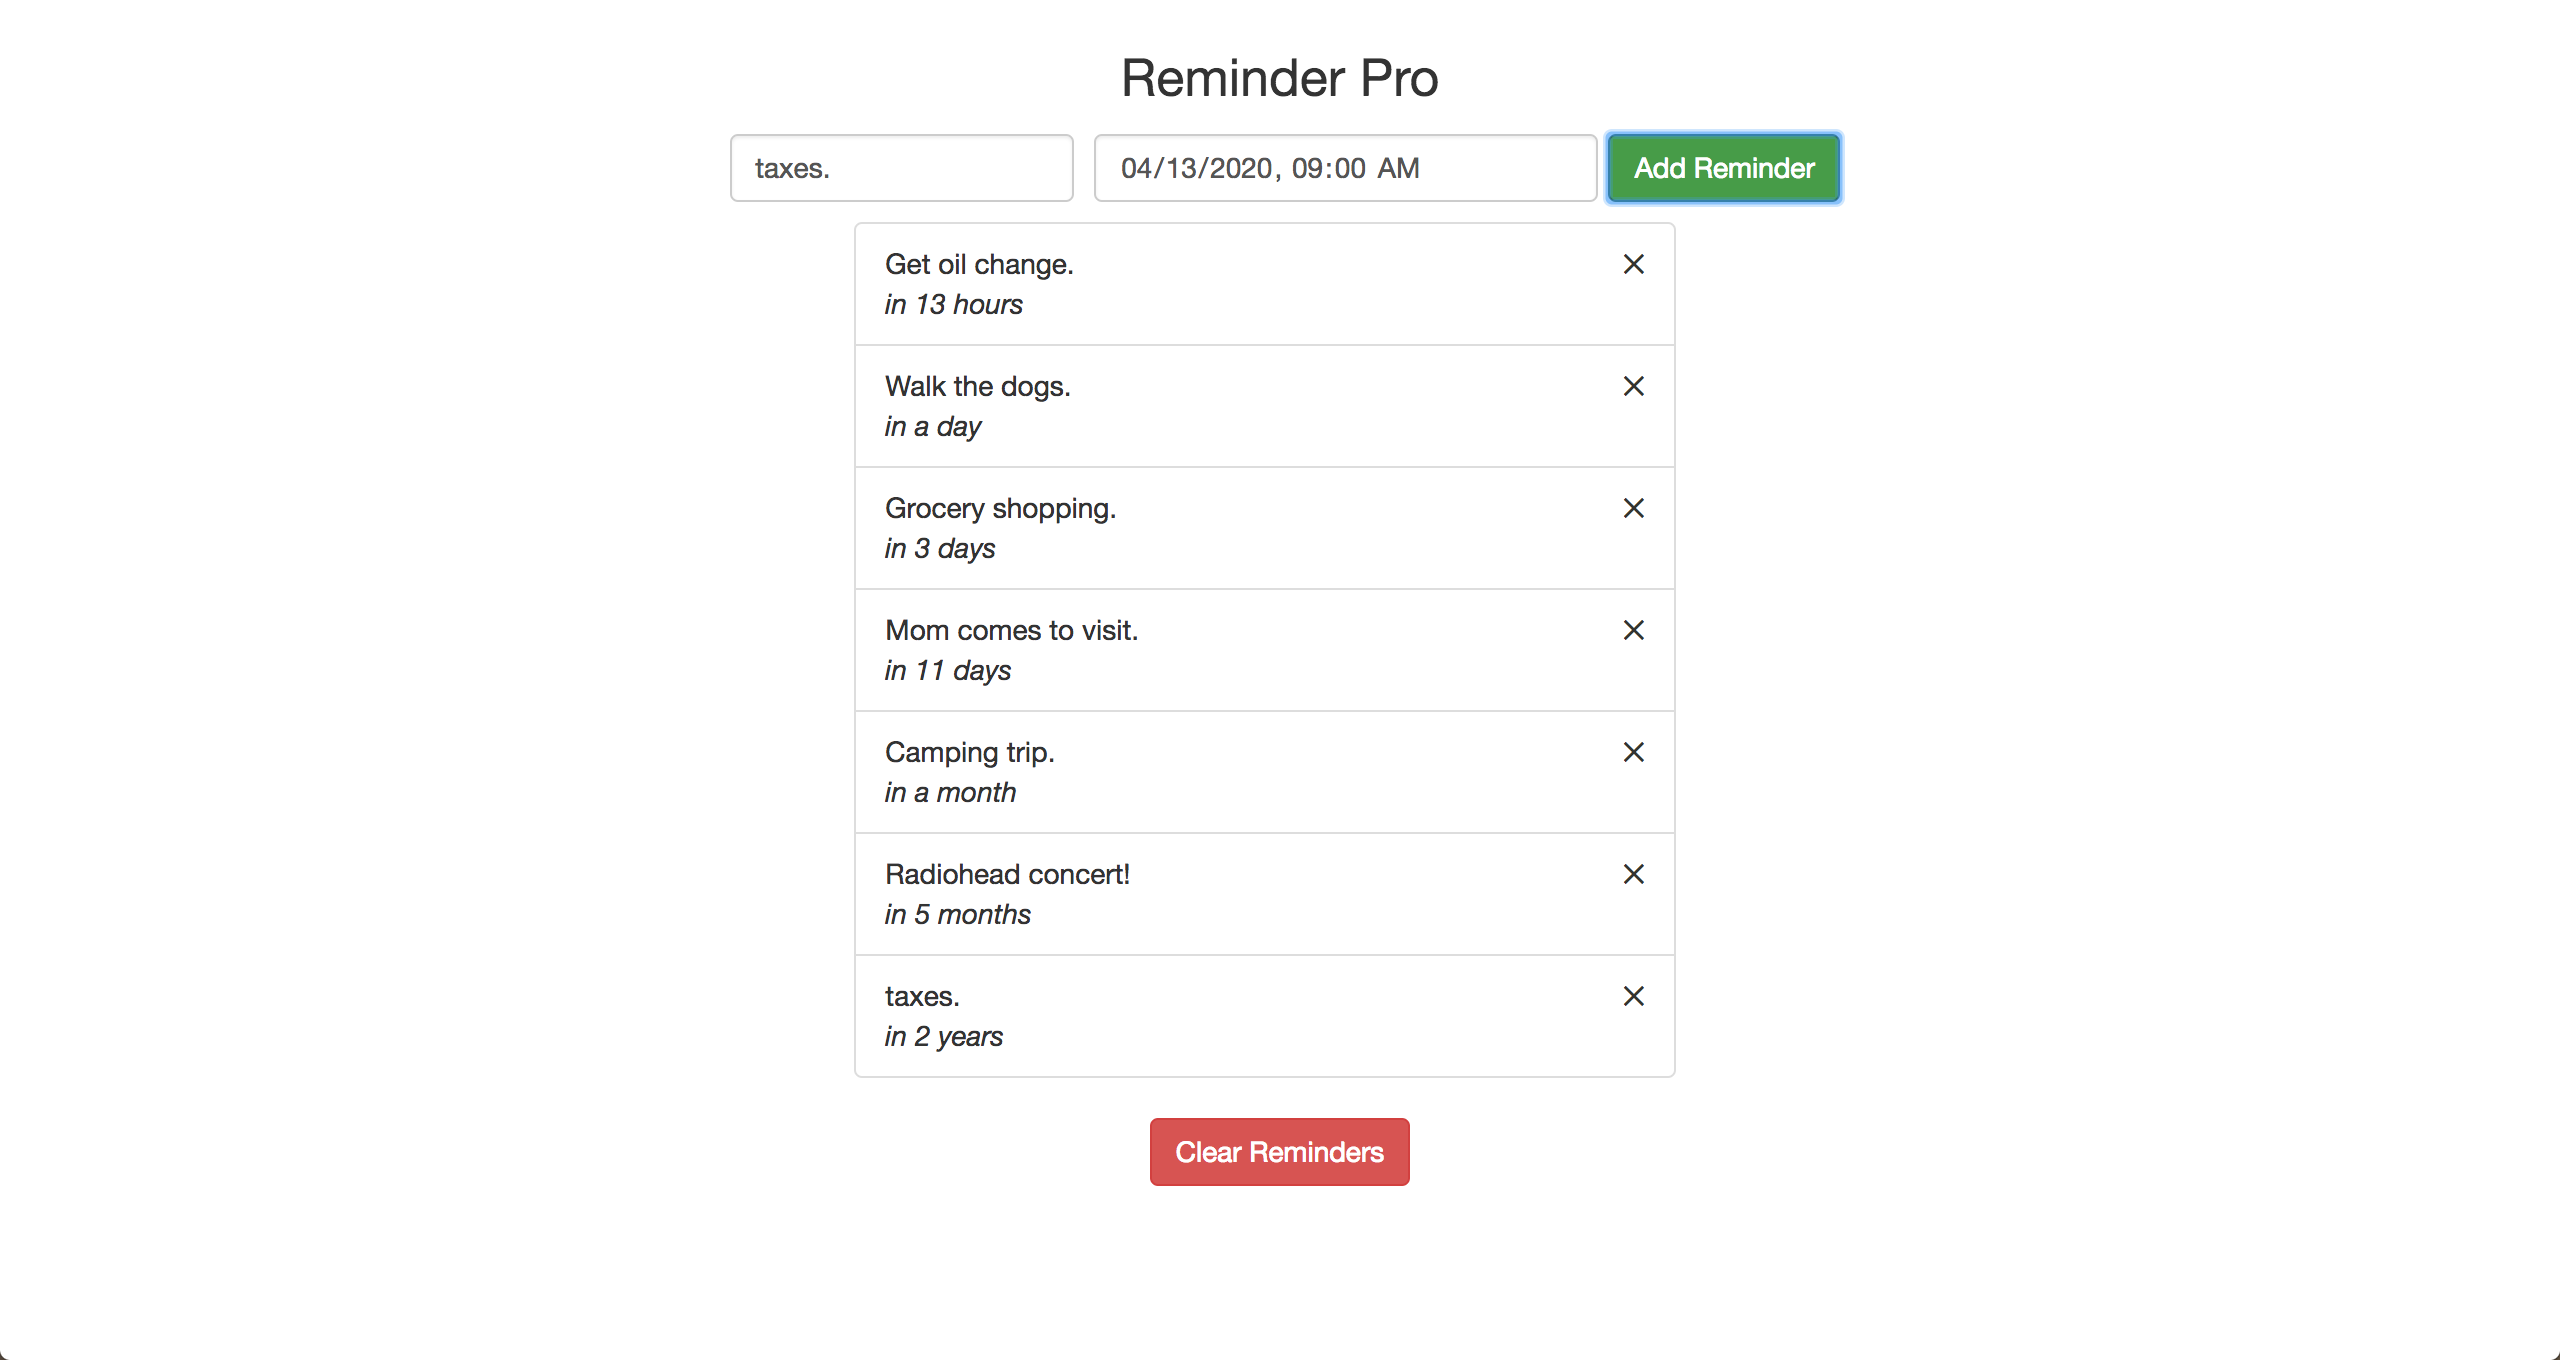 Reminder Pro
taxes.
04/13/2020, 09:00 AM
Add Reminder
Get oil change.
in 13 hours
Walk the dogs.
in a day
Grocery shopping.
in 3 days
Mom comes to visit.
in 11 days
Camping trip.
in a month
Radiohead concert!
in 5 months
taxes.
in 2 years
Clear Reminders